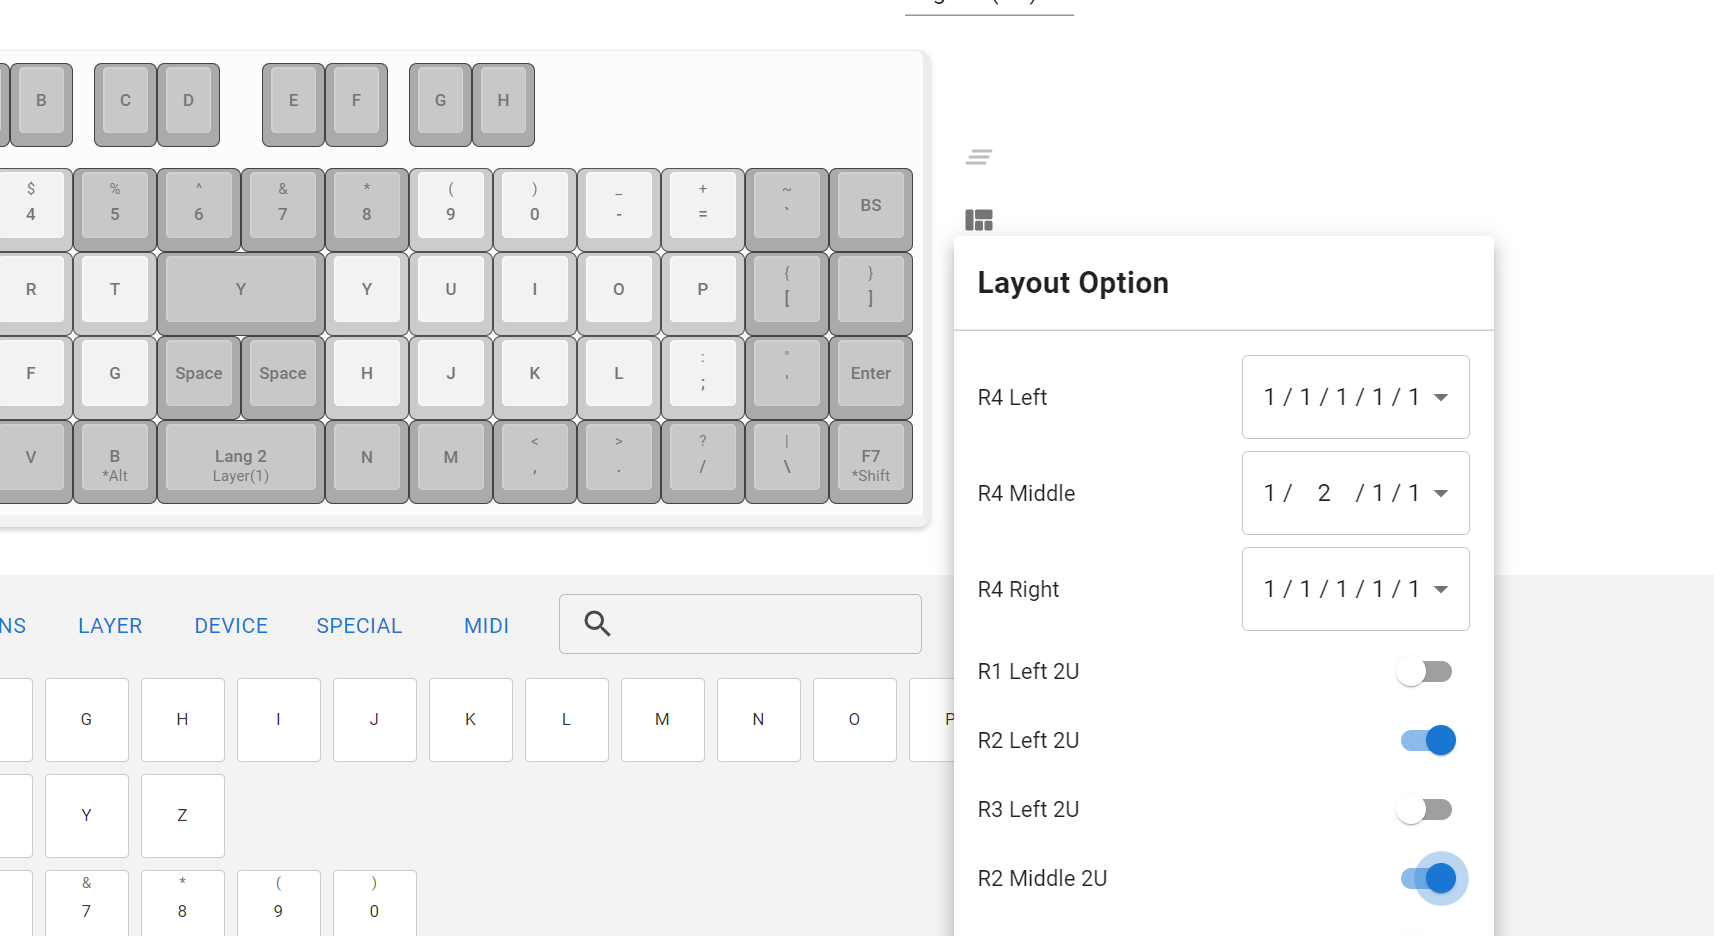 B C D E F G H
$ % ^ & * ( ) _ + ~
4 5 6 7 8 9 0 - = ` BS
{ }
R T Y Y U I O P [ ]
: "
F G Space Space H J K L ; ' Enter
< > ? |
V B Lang 2 N M , . / \ F7
*Alt Layer(1) *Shift
Layout Option
R4 Left 1 / 1 / 1 / 1 / 1
R4 Middle 1 / 2 / 1 / 1
R4 Right 1 / 1 / 1 / 1 / 1
R1 Left 2U
R2 Left 2U
R3 Left 2U
R2 Middle 2U
NS LAYER DEVICE SPECIAL MIDI
G H I J K L M N O P
Y Z
& * ( )
7 8 9 0